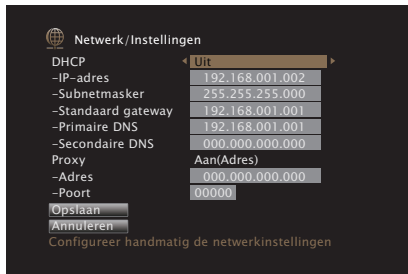 Netwerk/Instellingen
DHCP Uit
–IP–adres 192.168.001.002
–Subnetmasker 255.255.255.000
–Standaard gateway 192.168.001.001
–Primaire DNS 192.168.001.001
–Secondaire DNS 000.000.000.000
Proxy Aan(Adres)
–Adres 000.000.000.000
–Poort 00000
Opslaan
Annuleren
Configureer handmatig de netwerkinstellingen